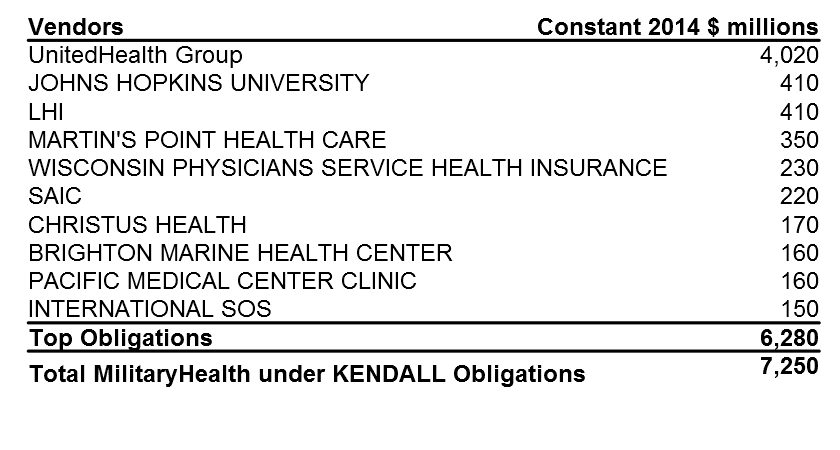 Vendors Constant 2014 $ millions
UnitedHealth Group 4,020
JOHNS HOPKINS UNIVERSITY 410
LHI 410
MARTIN'S POINT HEALTH CARE 350
WISCONSIN PHYSICIANS SERVICE HEALTH INSURANCE 230
SAIC 220
CHRISTUS HEALTH 170
BRIGHTON MARINE HEALTH CENTER 160
PACIFIC MEDICAL CENTER CLINIC 160
INTERNATIONAL SOS 150
Top Obligations 6,280
Total MilitaryHealth under KENDALL Obligations 7,250